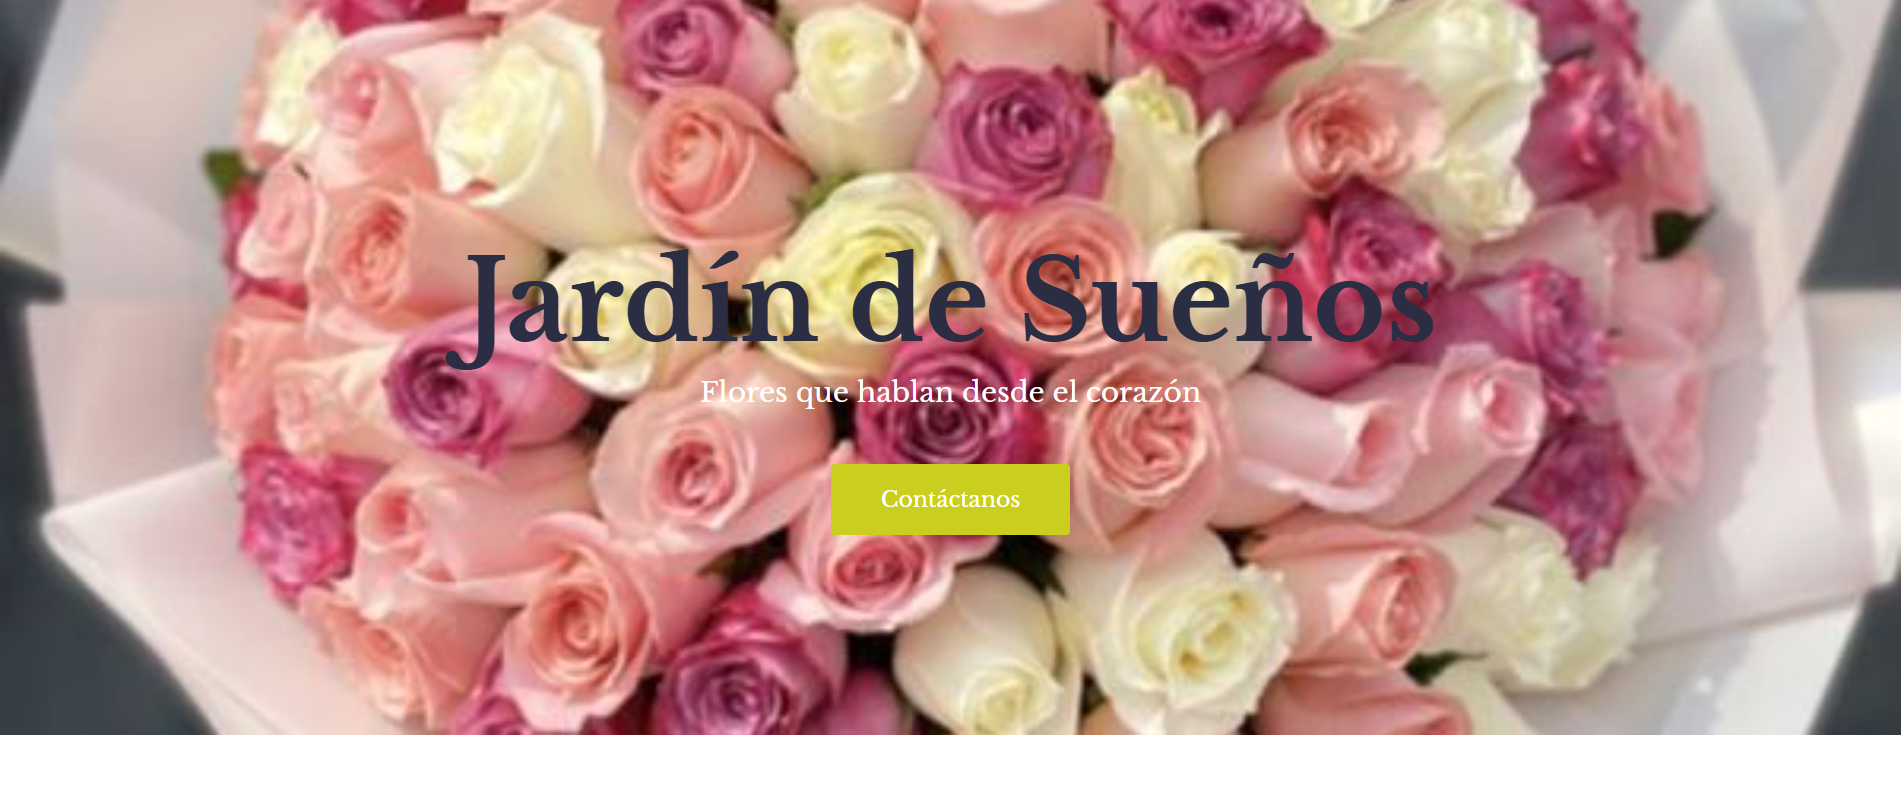 Jardín de Sueños
Flores que hablan desde el corazón
Contáctanos